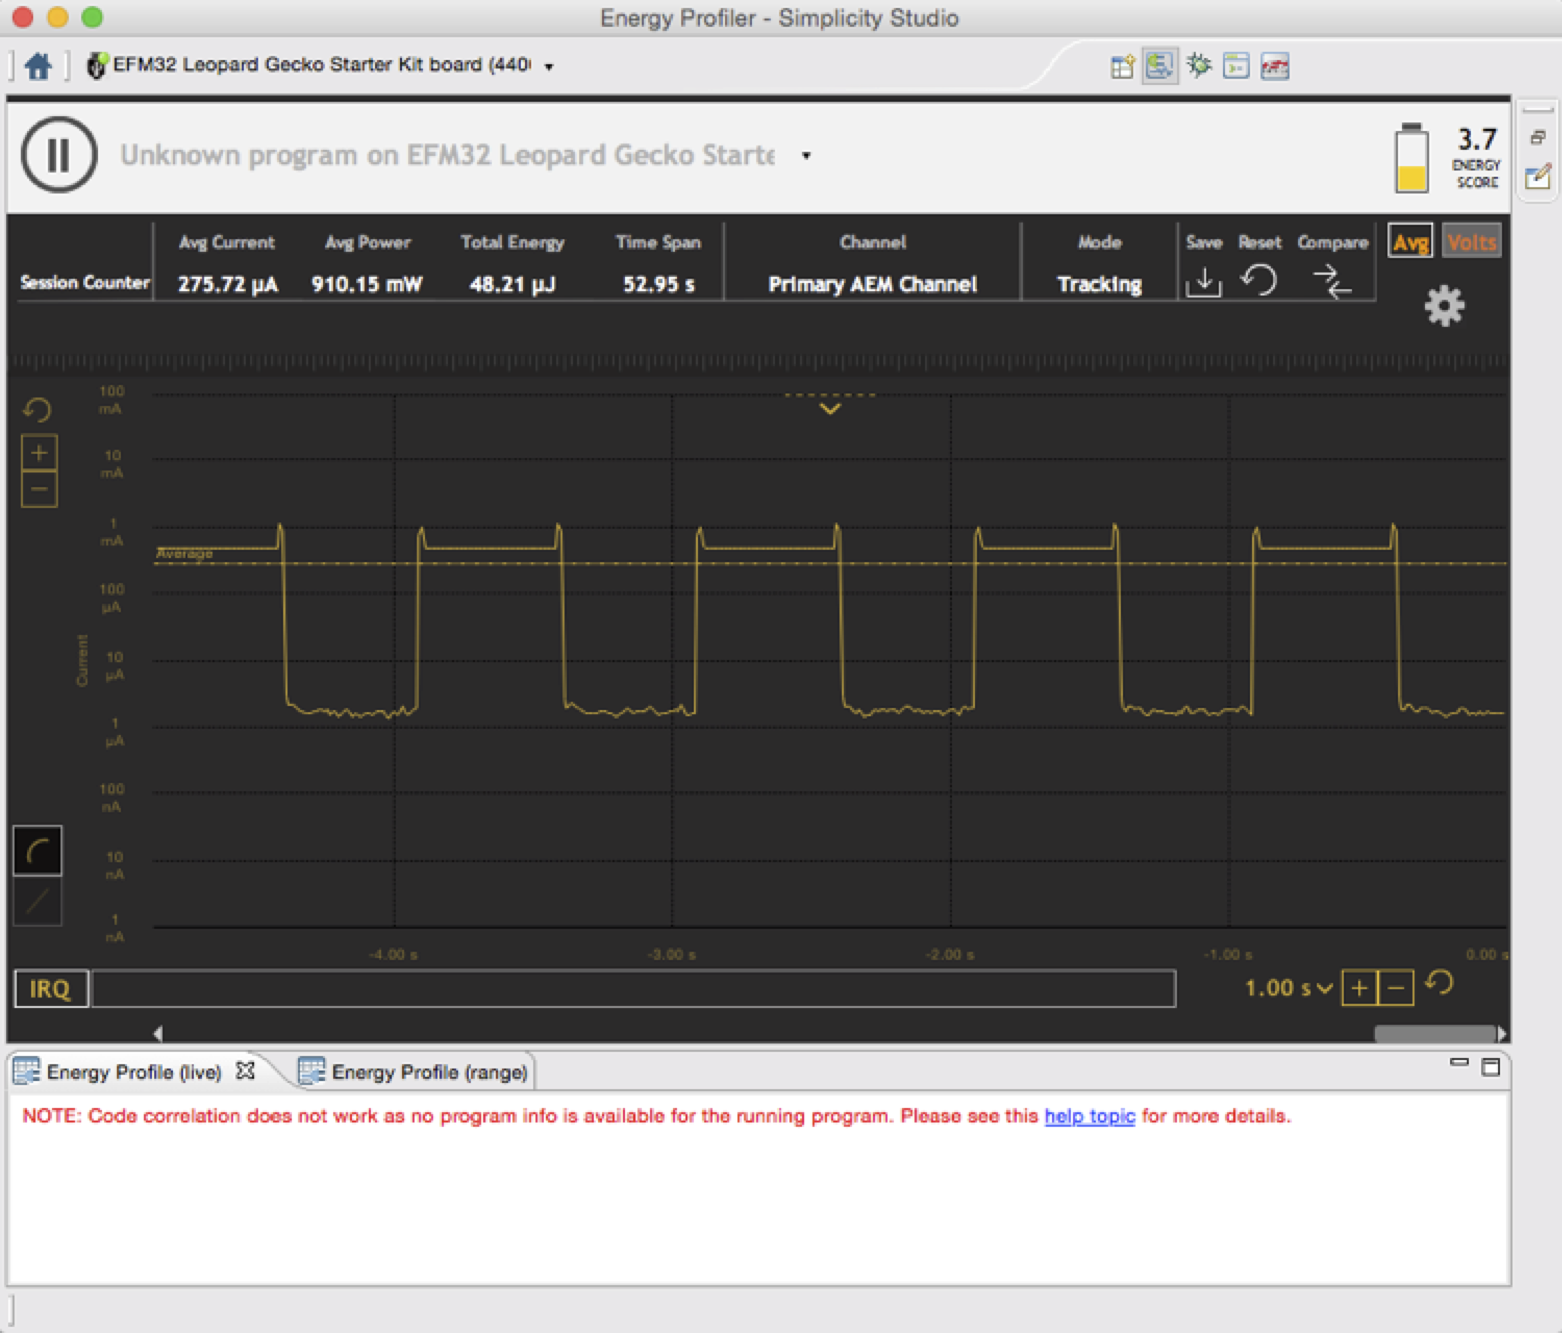 Energy Profiler - Simplicity Studio
EFM32 Leopard Gecko Starter Kit board (440
Unknown program on EFM32 Leopard Gecko Starte
3.7
ENERGY
SCORE
Avg Current Avg Power Total Energy Time Span Channel Mode Save Reset Compare Avg Volts
Session Counter 275.72 µA 910.15 mW 48.21 µJ 52.95 s Primary AEM Channel Tracking
100
mA
10
mA
1
mA
Average
100
µA
Current
10
µA
1
µA
100
nA
10
nA
1
nA
-4.00 s -3.00 s -2.00 s -1.00 s 0.00 s
IRQ 1.00 s
Energy Profile (live) Energy Profile (range)
NOTE: Code correlation does not work as no program info is available for the running program. Please see this help topic for more details.